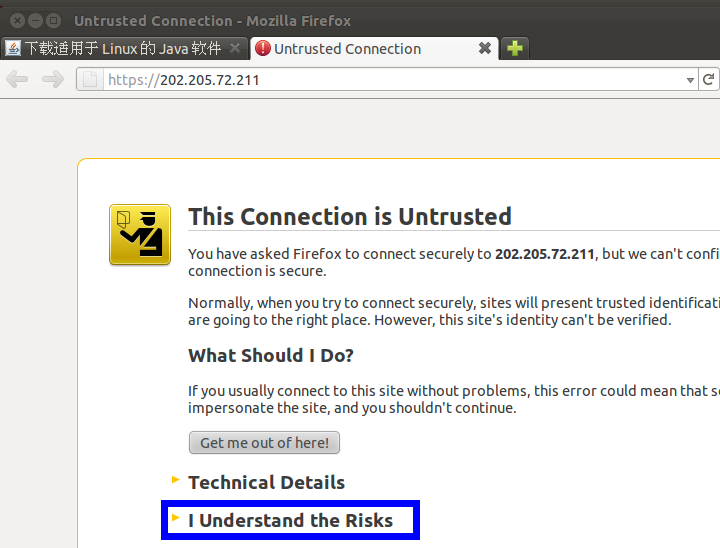 Untrusted Connection - Mozilla Firefox
下载适用于 Linux 的 Java 软件
Untrusted Connection
https://202.205.72.211
This Connection is Untrusted
You have asked Firefox to connect securely to 202.205.72.211, but we can't confi
connection is secure.
Normally, when you try to connect securely, sites will present trusted identificati
are going to the right place. However, this site's identity can't be verified.
What Should I Do?
If you usually connect to this site without problems, this error could mean that s
impersonate the site, and you shouldn't continue.
Get me out of here!
Technical Details
I Understand the Risks